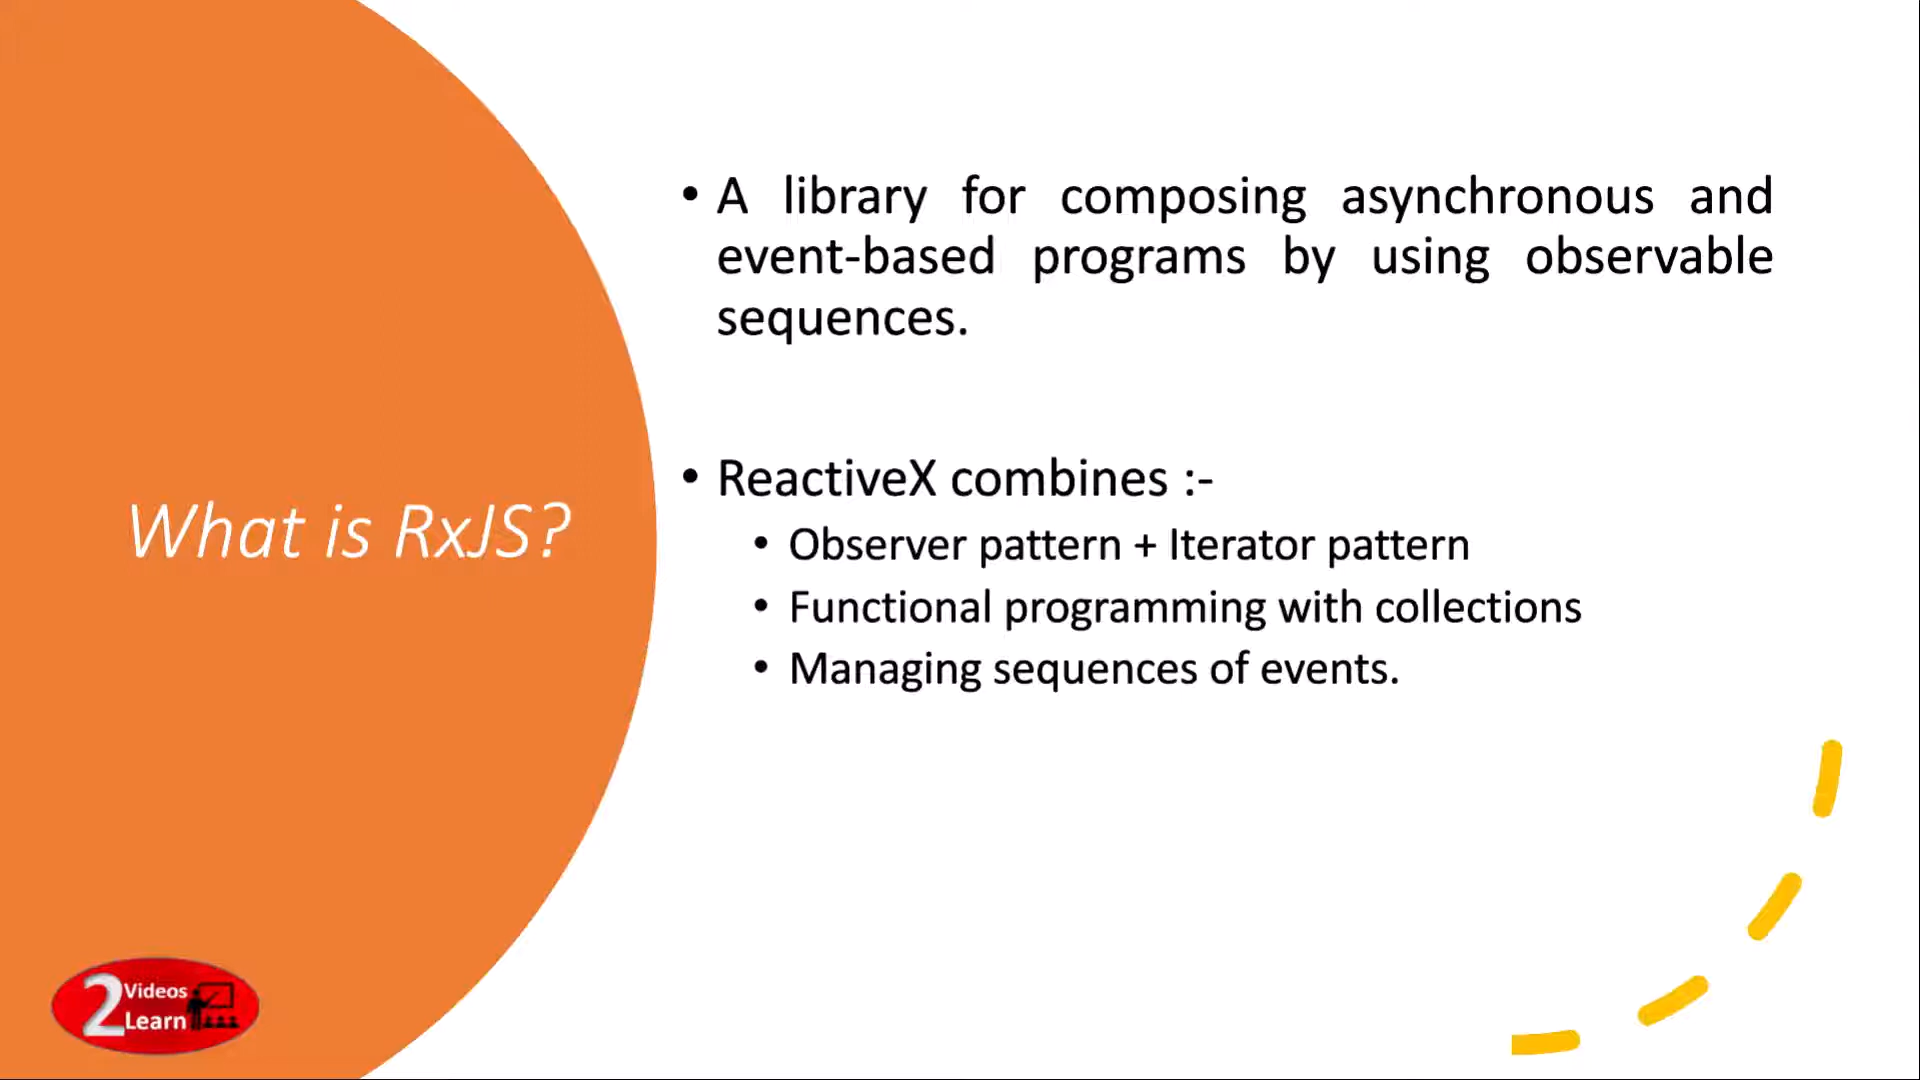 What is RxJS?
• A library for composing asynchronous and
event-based programs by using observable
sequences.
• ReactiveX combines :-
• Observer pattern + Iterator pattern
• Functional programming with collections
• Managing sequences of events.
2 Videos
Learn